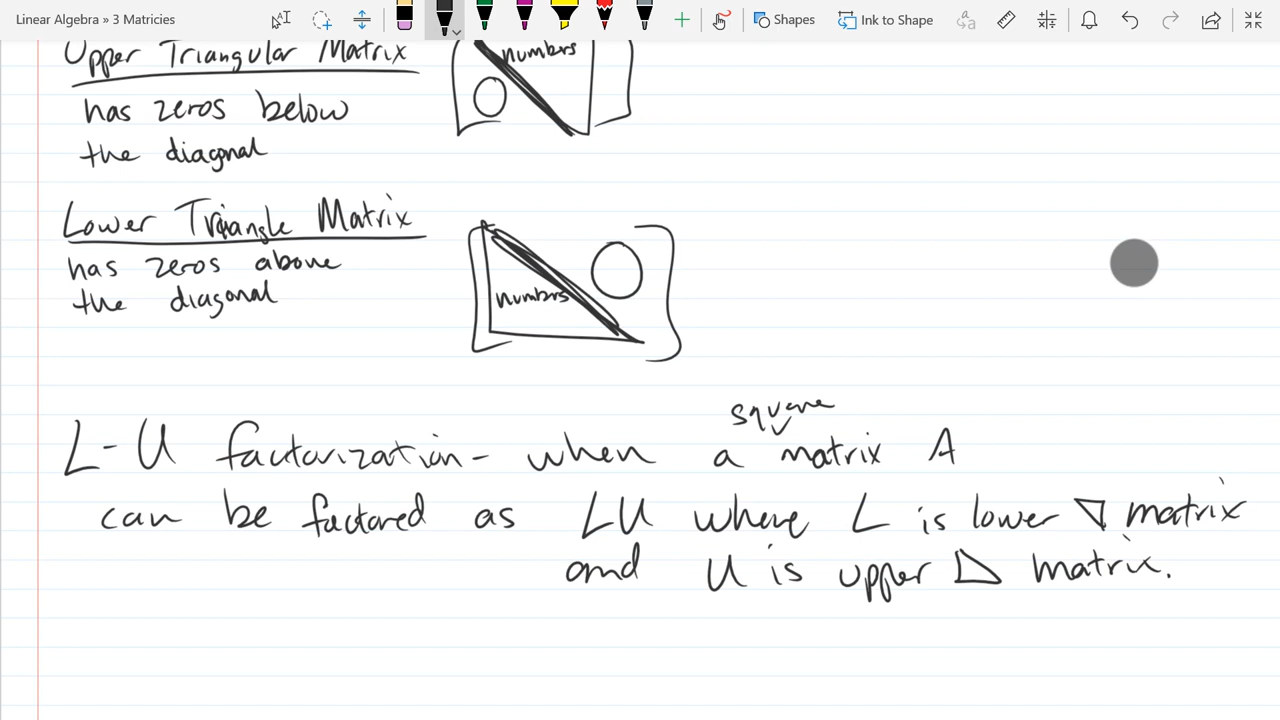 Linear Algebra » 3 Matricies
Shapes
Ink to Shape
Upper Triangular Matrix
numbers
has zeros below
the diagonal
Lower Triangle Matrix
has zeros above
the diagonal
numbers
square
L-U factorization - when a matrix A
can be factored as LU where L is lower matrix
and U is upper matrix.